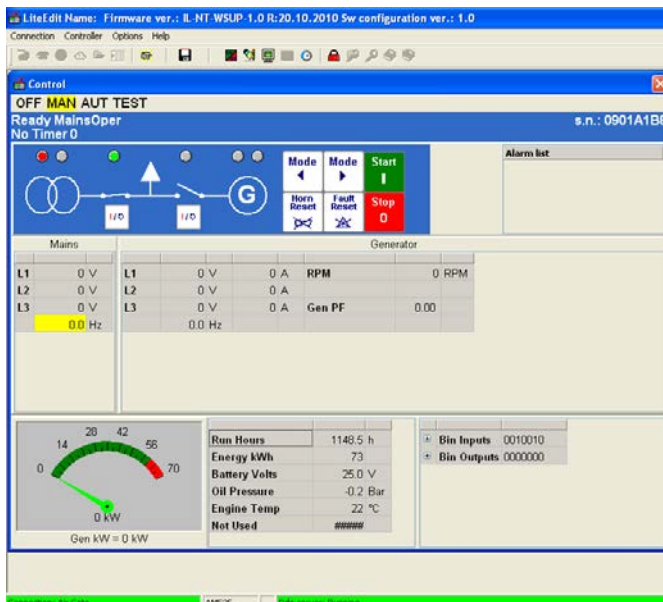 LiteEdit Name: Firmware ver.: IL-NT-WSUP-1.0 R:20.10.2010 Sw configuration ver.: 1.0
Connection Controller Options Help
Control
OFF MAN AUT TEST
Ready MainsOper
s.n.: 0901A1B8
No Timer 0
Mode Mode Start
I
Horn Reset Fault Reset Stop
0
G
I/O I/O
Alarm list
Mains Generator
L1 0 V L1 0 V 0 A RPM 0 RPM
L2 0 V L2 0 V 0 A
L3 0 V L3 0 V 0 A Gen PF 0.00
0.0 Hz 0.0 Hz
0 14 28 42 56 70
0 kW
Gen kW = 0 kW
Run Hours 1148.5 h
Energy kWh 73
Battery Volts 25.0 V
Oil Pressure -0.2 Bar
Engine Temp 22 °C
Not Used #####
Bin Inputs 0010010
Bin Outputs 0000000